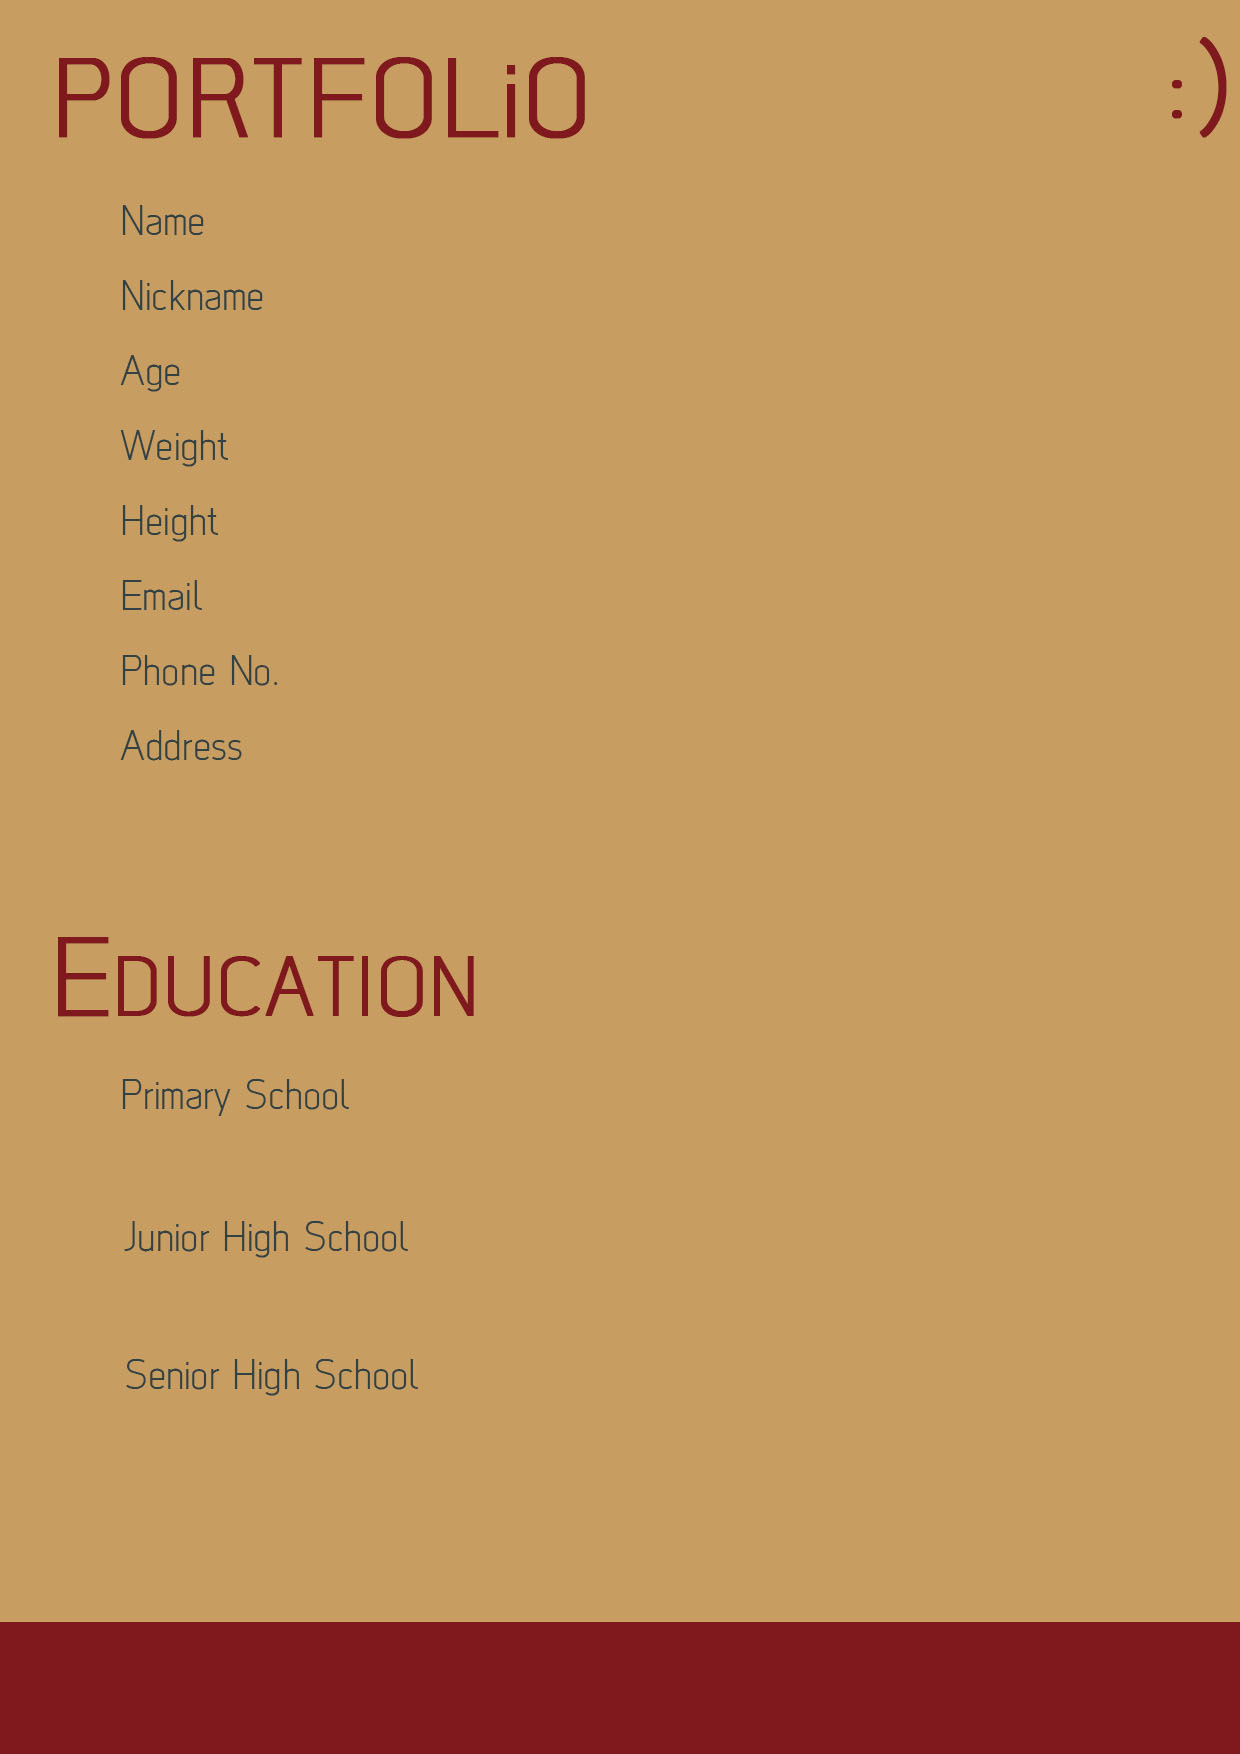 PORTFOLiO :)
Name
Nickname
Age
Weight
Height
Email
Phone No.
Address
EDUCATION
Primary School
Junior High School
Senior High School